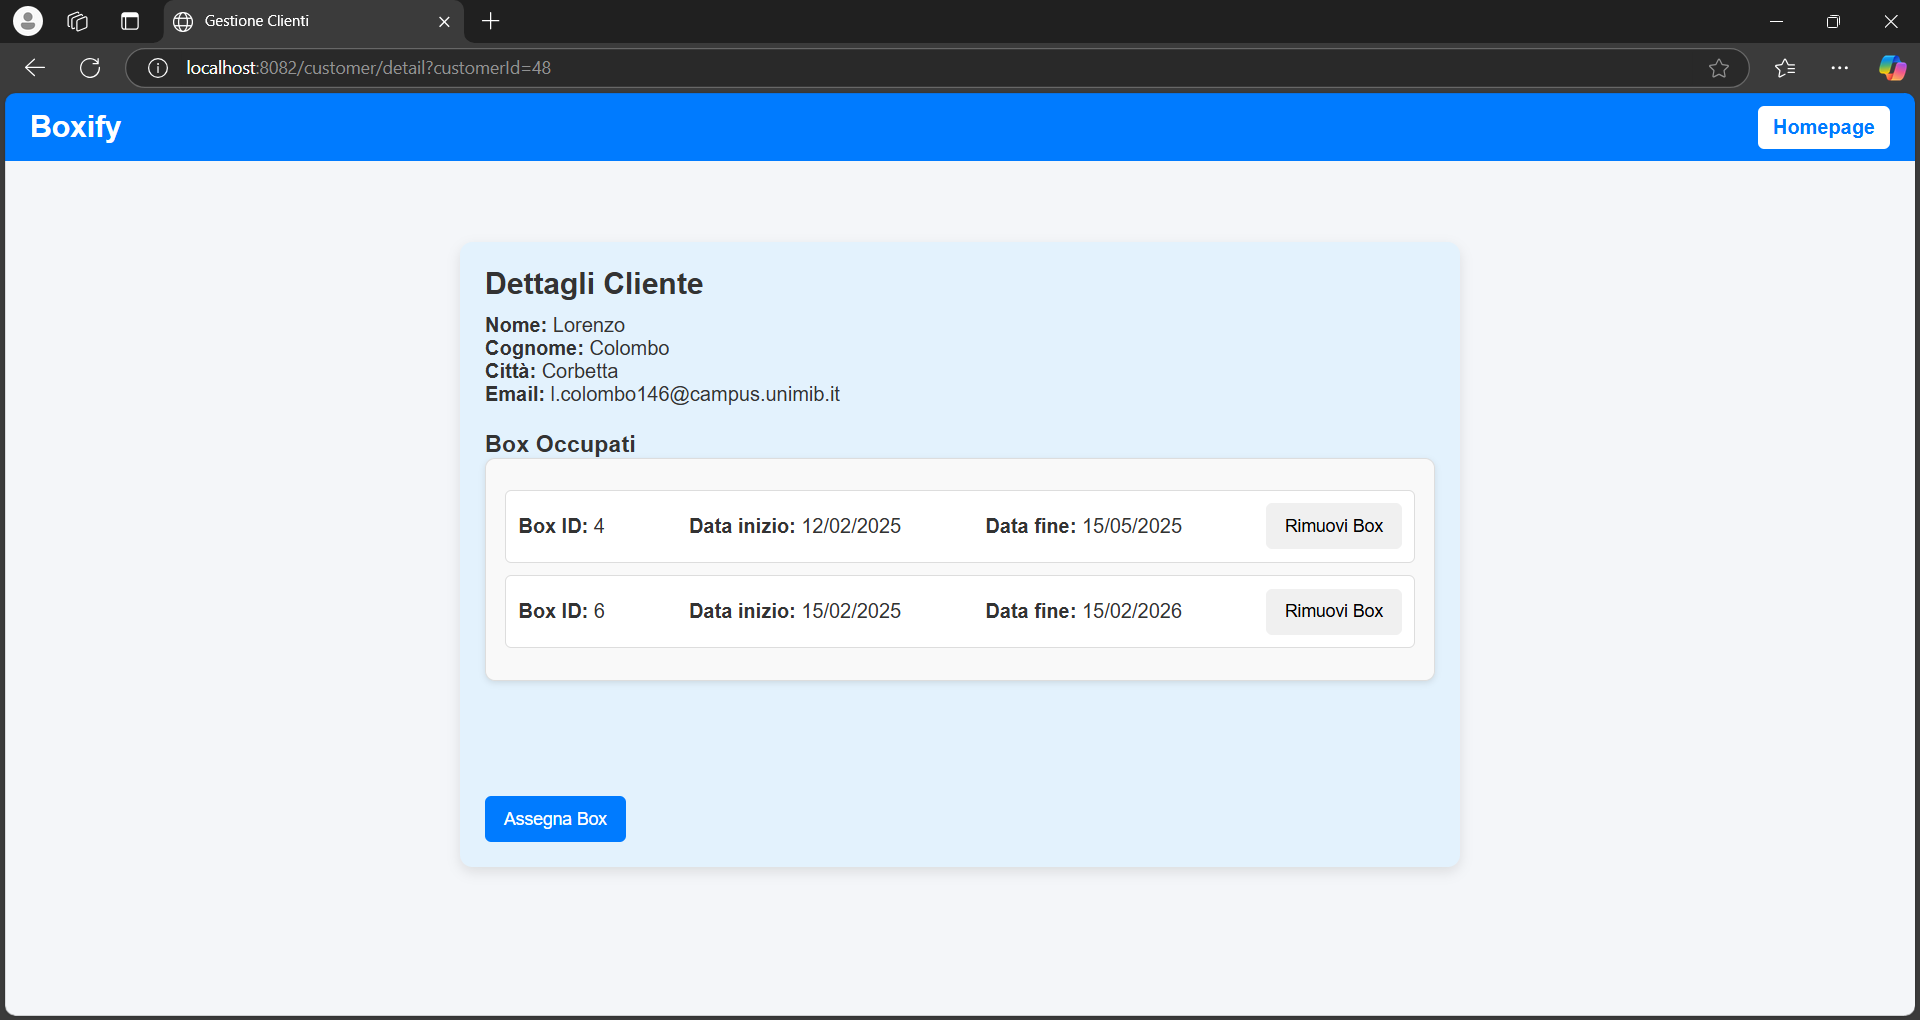 Gestione Clienti
localhost:8082/customer/detail?customerId=48
Boxify
Homepage
Dettagli Cliente
Nome: Lorenzo
Cognome: Colombo
Città: Corbetta
Email: l.colombo146@campus.unimib.it
Box Occupati
Box ID: 4 Data inizio: 12/02/2025 Data fine: 15/05/2025 Rimuovi Box
Box ID: 6 Data inizio: 15/02/2025 Data fine: 15/02/2026 Rimuovi Box
Assegna Box